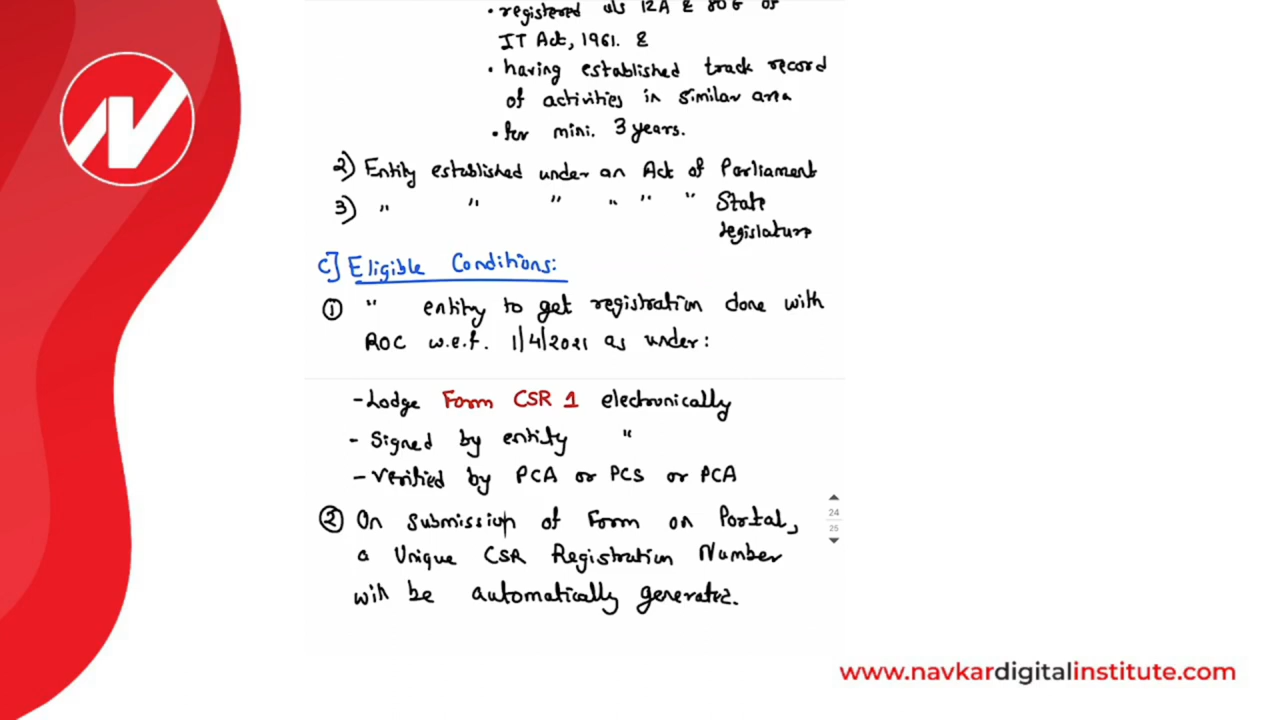 • registered u/s 12A & 80G of
IT Act, 1961. &
• having established track record
of activities in similar area
• for mini. 3 years.
2) Entity established under an Act of Parliament
3) " " " " " " State
Legislature
C] Eligible Conditions:
① " entity to get registration done with
ROC w.e.f. 1/4/2021 as under:
- Lodge Form CSR 1 electronically
- Signed by entity "
- Verified by PCA or PCS or PCA
② On Submission of Form on Portal,
a Unique CSR Registration Number
will be automatically generated.
24
25
www.navkardigitalinstitute.com